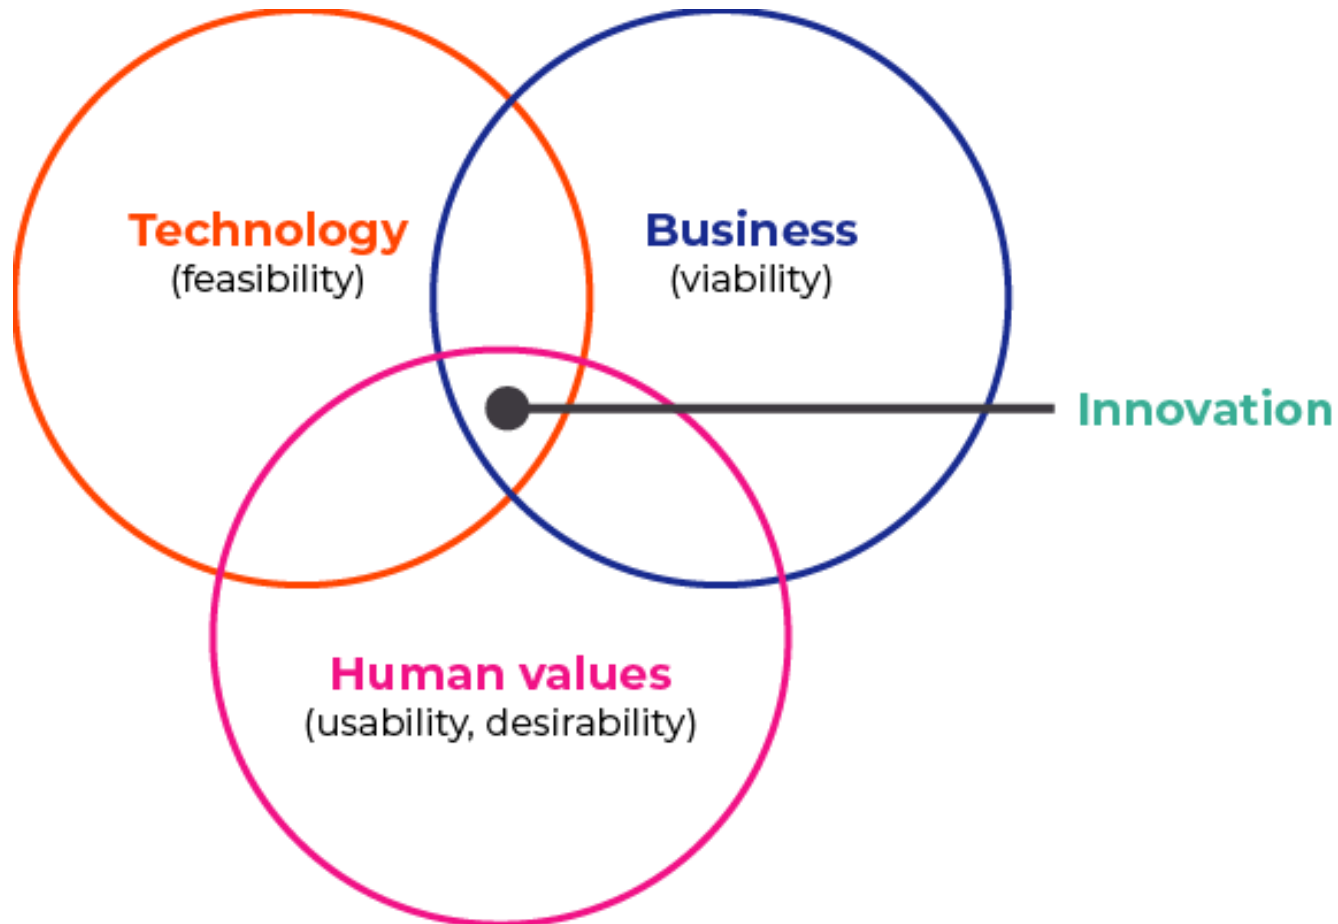 Technology
(feasibility)
Business
(viability)
Innovation
Human values
(usability, desirability)